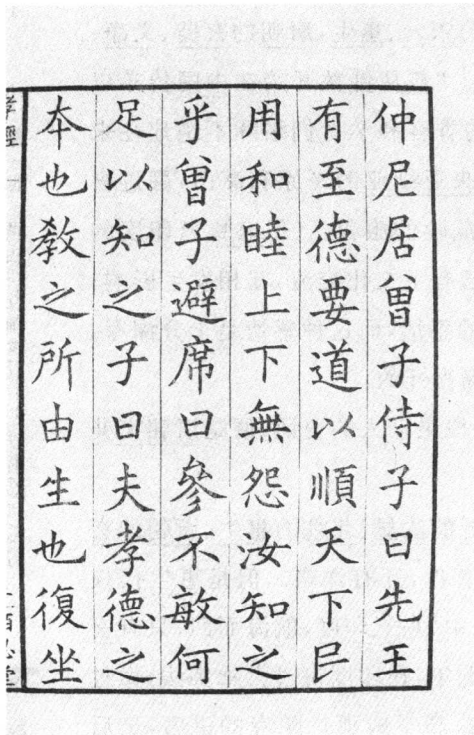 仲尼居曾子侍子曰先王
有至德要道以順天下民
用和睦上下無怨汝知之
乎曾子避席曰參不敏何
足以知之子曰夫孝德之
本也教之所由生也復坐
孝經